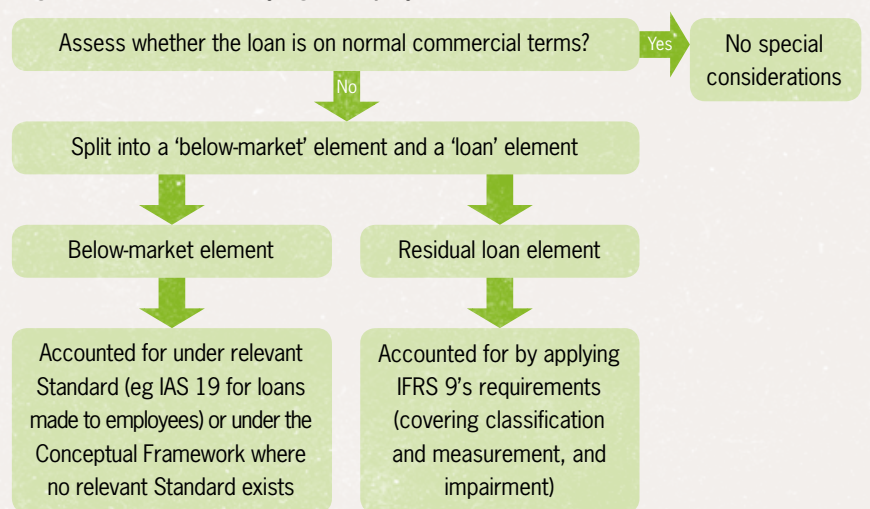 Assess whether the loan is on normal commercial terms?
Yes
No special
considerations
No
Split into a ‘below-market’ element and a ‘loan’ element
Below-market element
Residual loan element
Accounted for under relevant
Standard (eg IAS 19 for loans
made to employees) or under the
Conceptual Framework where
no relevant Standard exists
Accounted for by applying
IFRS 9’s requirements
(covering classification
and measurement, and
impairment)